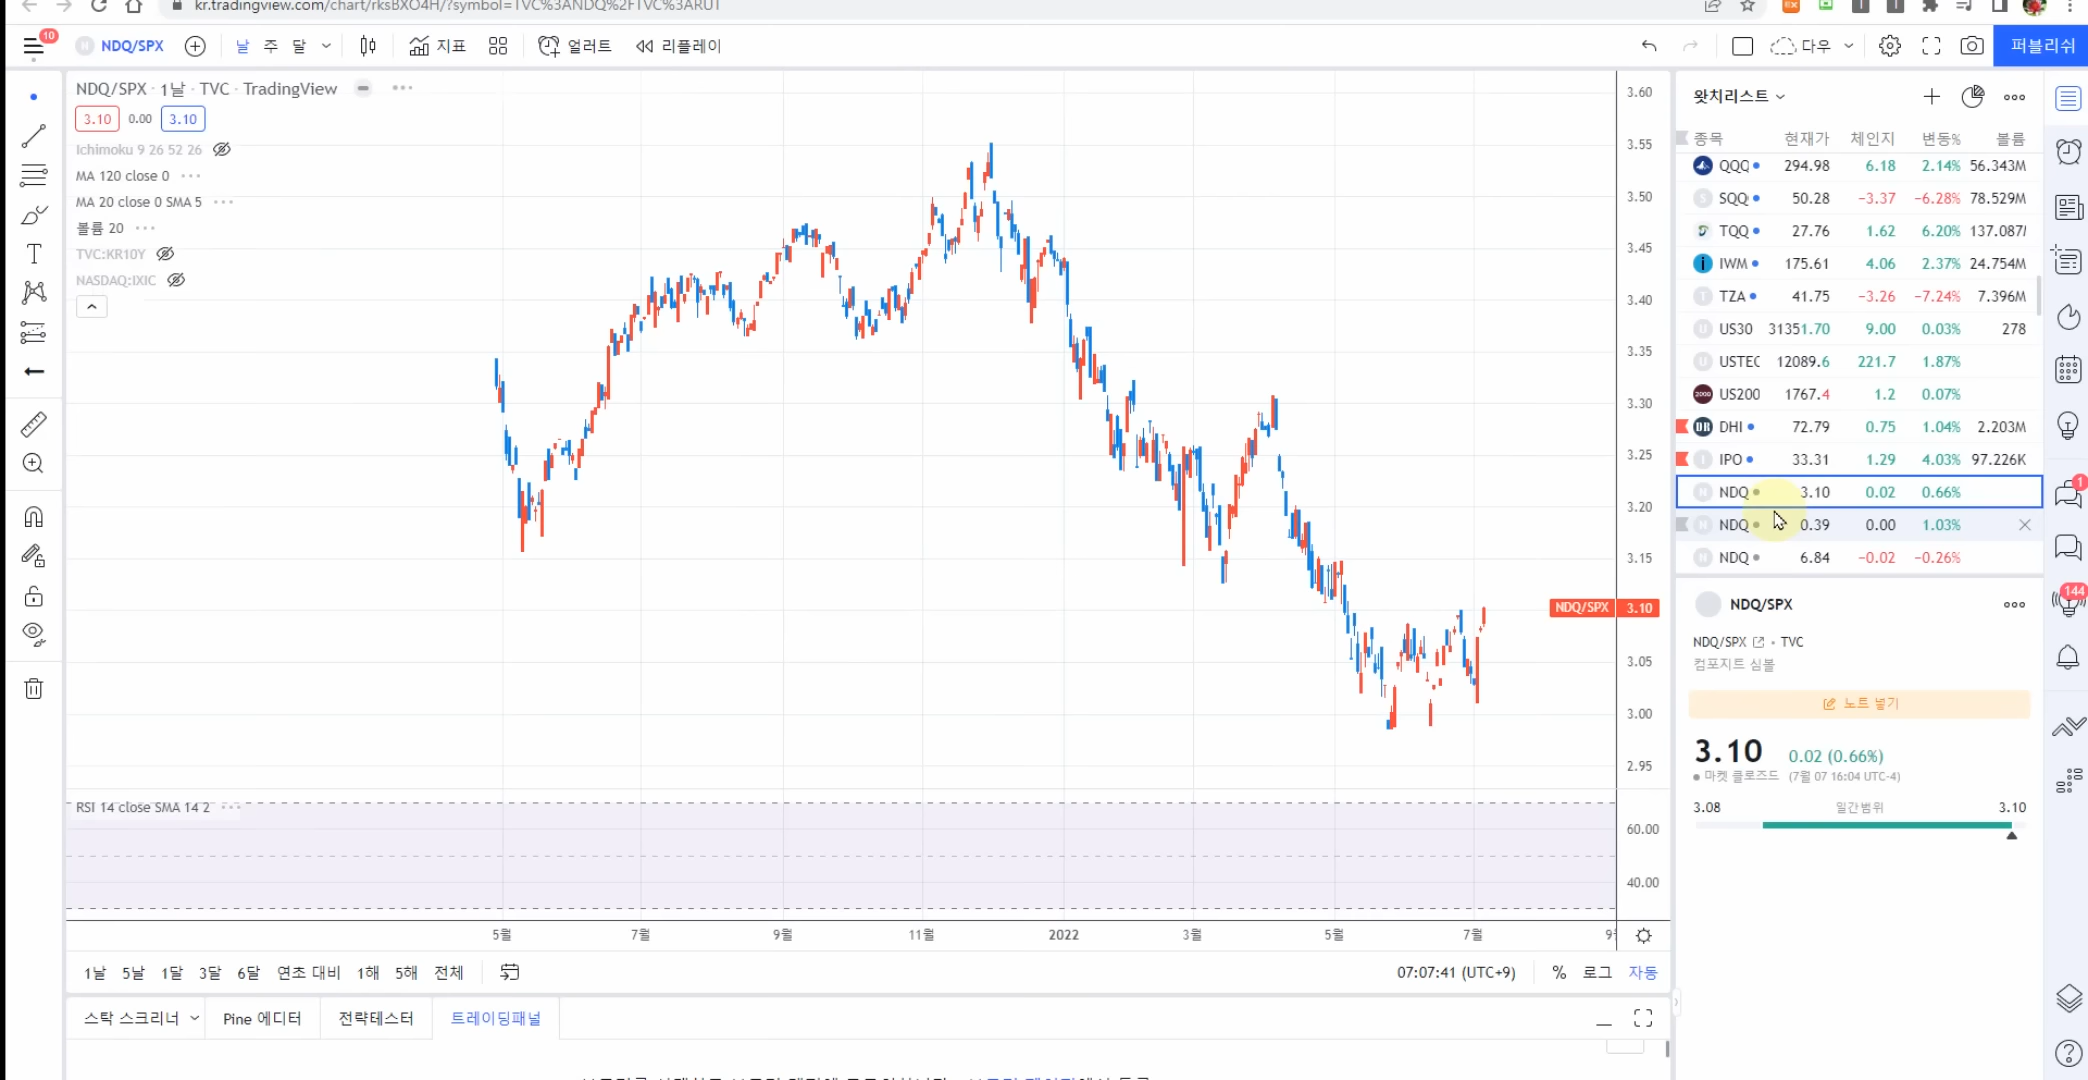 kr.tradingview.com/chart/rksBXO4H/?symbol=TVC%3ANDQ%2FTVC%3ARUT
10
NDQ/SPX 날 주 달 지표 얼러트 리플레이 다우 퍼블리쉬
NDQ/SPX · 1날 · TVC · TradingView
3.10 0.00 3.10
Ichimoku 9 26 52 26
MA 120 close 0
MA 20 close 0 SMA 5
볼륨 20
TVC:KR10Y
NASDAQ:IXIC
3.60
3.55
3.50
3.45
3.40
3.35
3.30
3.25
3.20
3.15
NDQ/SPX 3.10
3.05
3.00
2.95
RSI 14 close SMA 14 2
60.00
40.00
5월 7월 9월 11월 2022 3월 5월 7월
1날 5날 1달 3달 6달 연초 대비 1해 5해 전체
07:07:41 (UTC+9) % 로그 자동
스탁 스크리너 Pine 에디터 전략테스터 트레이딩패널
왓치리스트
종목 현재가 체인지 변동% 볼륨
QQQ 294.98 6.18 2.14% 56.343M
SQQ 50.28 −3.37 −6.28% 78.529M
TQQ 27.76 1.62 6.20% 137.087
IWM 175.61 4.06 2.37% 24.754M
TZA 41.75 −3.26 −7.24% 7.396M
US30 31351.70 9.00 0.03% 278
USTEC 12089.6 221.7 1.87%
US200 1767.4 1.2 0.07%
DHI 72.79 0.75 1.04% 2.203M
IPO 33.31 1.29 4.03% 97.226K
NDQ 3.10 0.02 0.66%
NDQ 0.39 0.00 1.03%
NDQ 6.84 −0.02 −0.26%
NDQ/SPX
NDQ/SPX · TVC
컴포지트 심볼
노트 넣기
3.10 0.02 (0.66%)
마켓 클로즈드 (7월 07 16:04 UTC-4)
3.08 일간범위 3.10
1
144